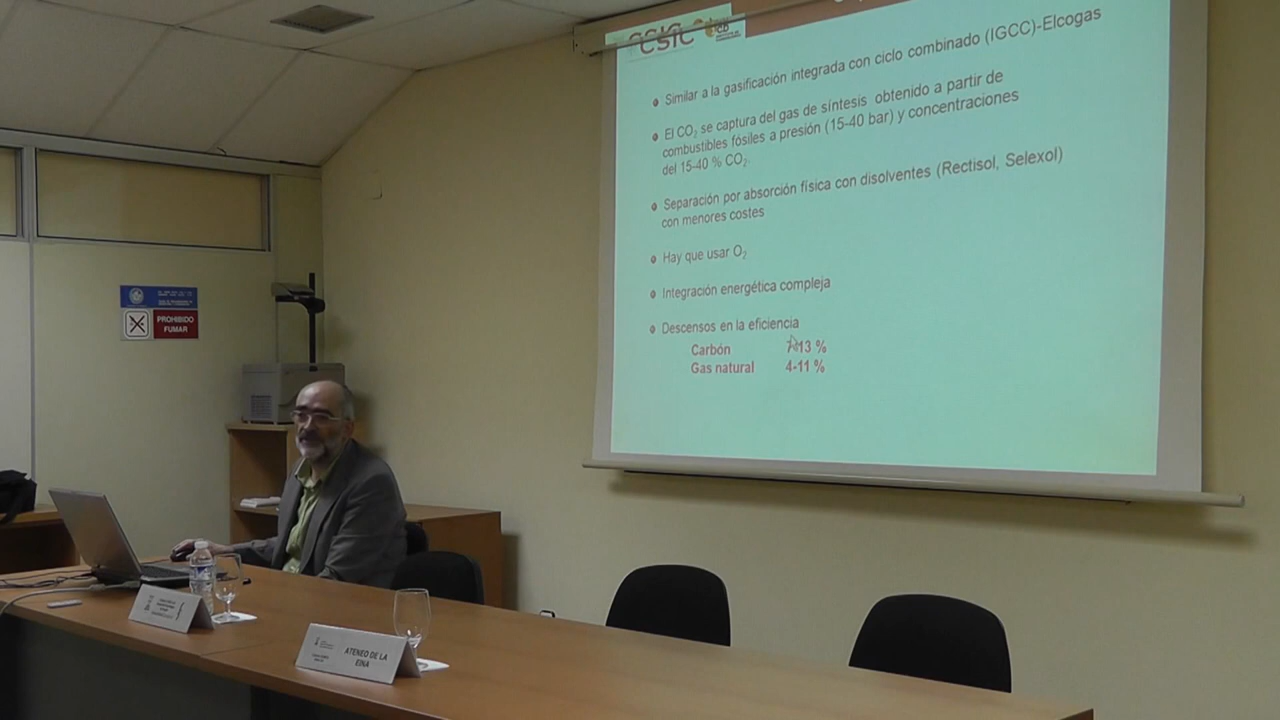 CSIC
icb
Similar a la gasificación integrada con ciclo combinado (IGCC)-Elcogas
El CO₂ se captura del gas de síntesis obtenido a partir de
combustibles fósiles a presión (15-40 bar) y concentraciones
del 15-40 % CO₂.
Separación por absorción física con disolventes (Rectisol, Selexol)
con menores costes
Hay que usar O₂
Integración energética compleja
Descensos en la eficiencia
Carbón 7-13 %
Gas natural 4-11 %
PROHIBIDO
FUMAR
ATENEO DE LA
EINA